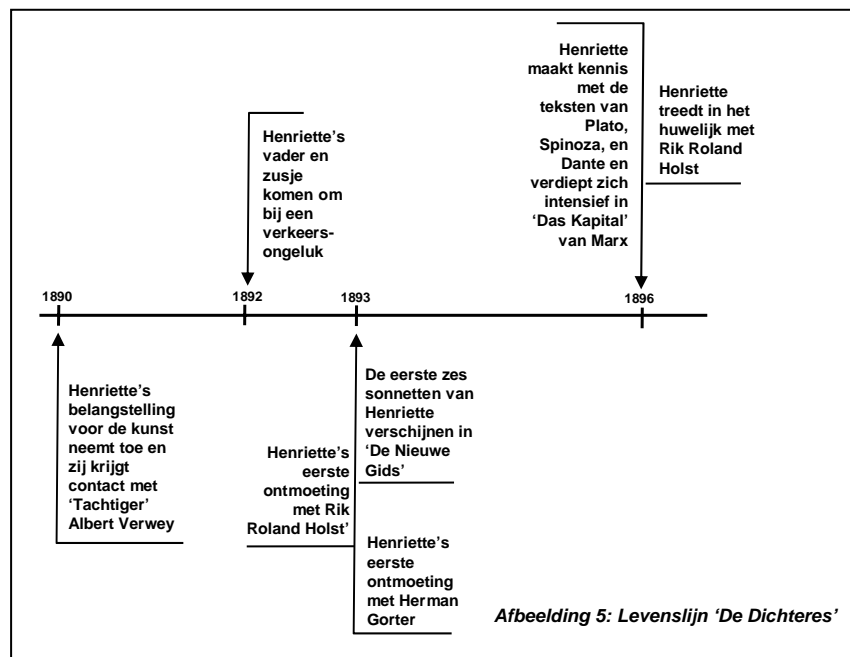 Henriette
maakt kennis
met de
teksten van
Plato,
Spinoza, en
Dante en
verdiept zich
intensief in
‘Das Kapital’
van Marx
Henriette
treedt in het
huwelijk met
Rik Roland
Holst
Henriette’s
vader en
zusje
komen om
bij een
verkeers-
ongeluk
1890
1892
1893
1896
Henriette’s
belangstelling
voor de kunst
neemt toe en
zij krijgt
contact met
‘Tachtiger’
Albert Verwey
Henriette’s
eerste
ontmoeting
met Rik
Roland Holst’
De eerste zes
sonnetten van
Henriette
verschijnen in
‘De Nieuwe
Gids’
Henriette’s
eerste
ontmoeting
met Herman
Gorter
Afbeelding 5: Levenslijn ‘De Dichteres’